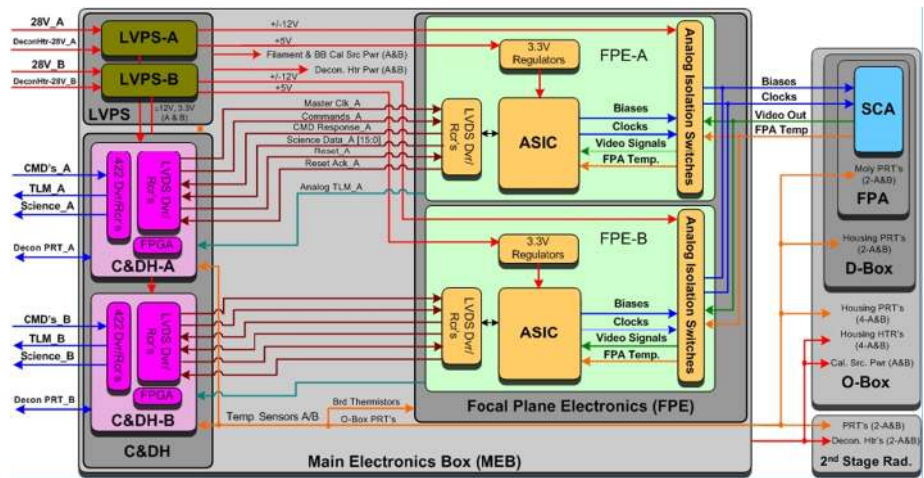 28V_A
DeconHtr-28V_A
28V_B
DeconHtr-28V_B
LVPS-A
LVPS-B
LVPS
+/-12V
+5V
Filament & BB Cal Src Pwr (A&B)
Decon. Htr Pwr (A&B)
+/-12V
+5V
±12V, 3.3V
(A & B)
Master Clk_A
Commands_A
CMD Response_A
Science Data_A [15:0]
Reset_A
Reset Ack_A
Analog TLM_A
CMD's_A
TLM_A
Science_A
Decon PRT_A
422 Dvr/Rcr's
LVDS Dvr/
Rcr's
FPGA
C&DH-A
CMD's_B
TLM_B
Science_B
Decon PRT_B
422 Dvr/Rcr's
LVDS Dvr/
Rcr's
FPGA
C&DH-B
C&DH
Temp Sensors A/B
Brd Thermistors
O-Box PRT's
FPE-A
3.3V
Regulators
LVDS Dvr/
Rcr's
ASIC
Biases
Clocks
Video Signals
FPA Temp.
Analog Isolation Switches
FPE-B
3.3V
Regulators
LVDS Dvr/
Rcr's
ASIC
Biases
Clocks
Video Signals
FPA Temp.
Analog Isolation
Switches
Focal Plane Electronics (FPE)
Main Electronics Box (MEB)
Biases
Clocks
Video Out
FPA Temp
SCA
Moly PRT's
(2-A&B)
FPA
Housing PRT's
(2-A&B)
D-Box
Housing PRT's
(4-A&B)
Housing HTR's
(4-A&B)
Cal. Src. Pwr (A&B)
O-Box
PRT's (2-A&B)
Decon. Htr's (2-A&B)
2nd Stage Rad.